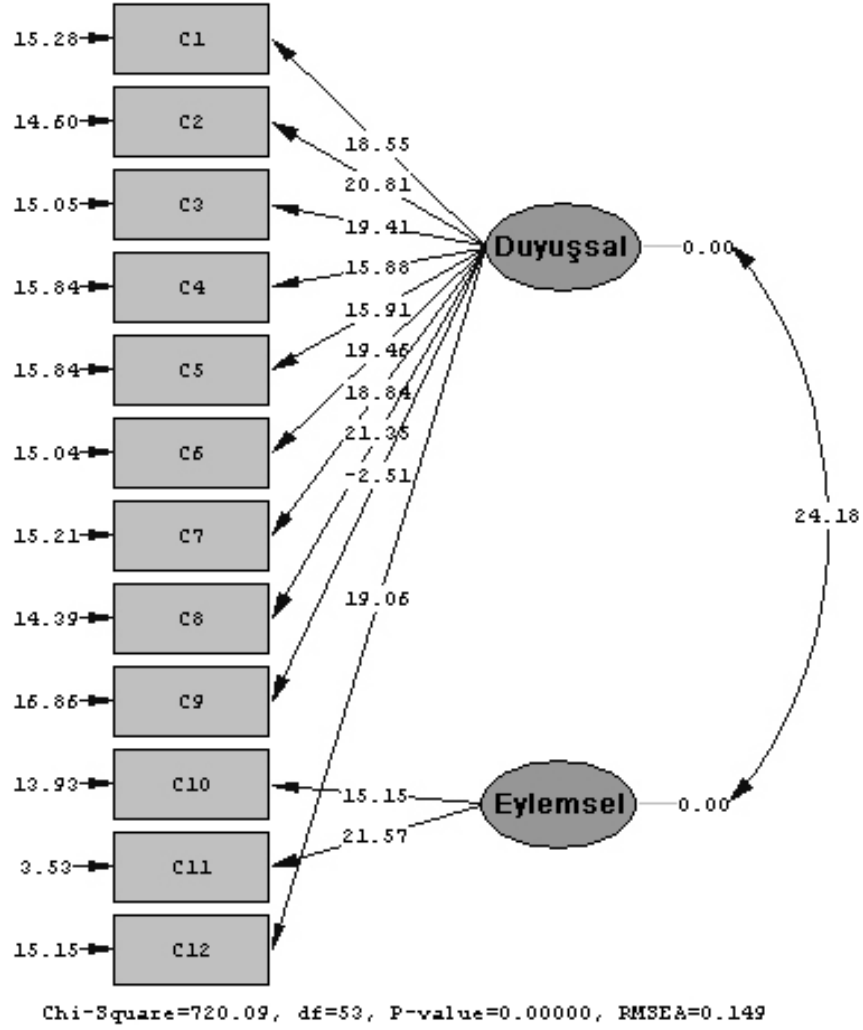 15.28 C1
18.55
14.60 C2
20.81
15.05 C3
19.41
Duyuşsal 0.00
15.84 C4
15.88
15.91
15.84 C5
19.46
18.84
15.04 C6
21.35
-2.51
15.21 C7
24.18
14.39 C8
19.06
16.86 C9
13.93 C10
15.15
Eylemsel 0.00
21.57
3.53 C11
15.15 C12
Chi-Square=720.09, df=53, P-value=0.00000, RMSEA=0.149